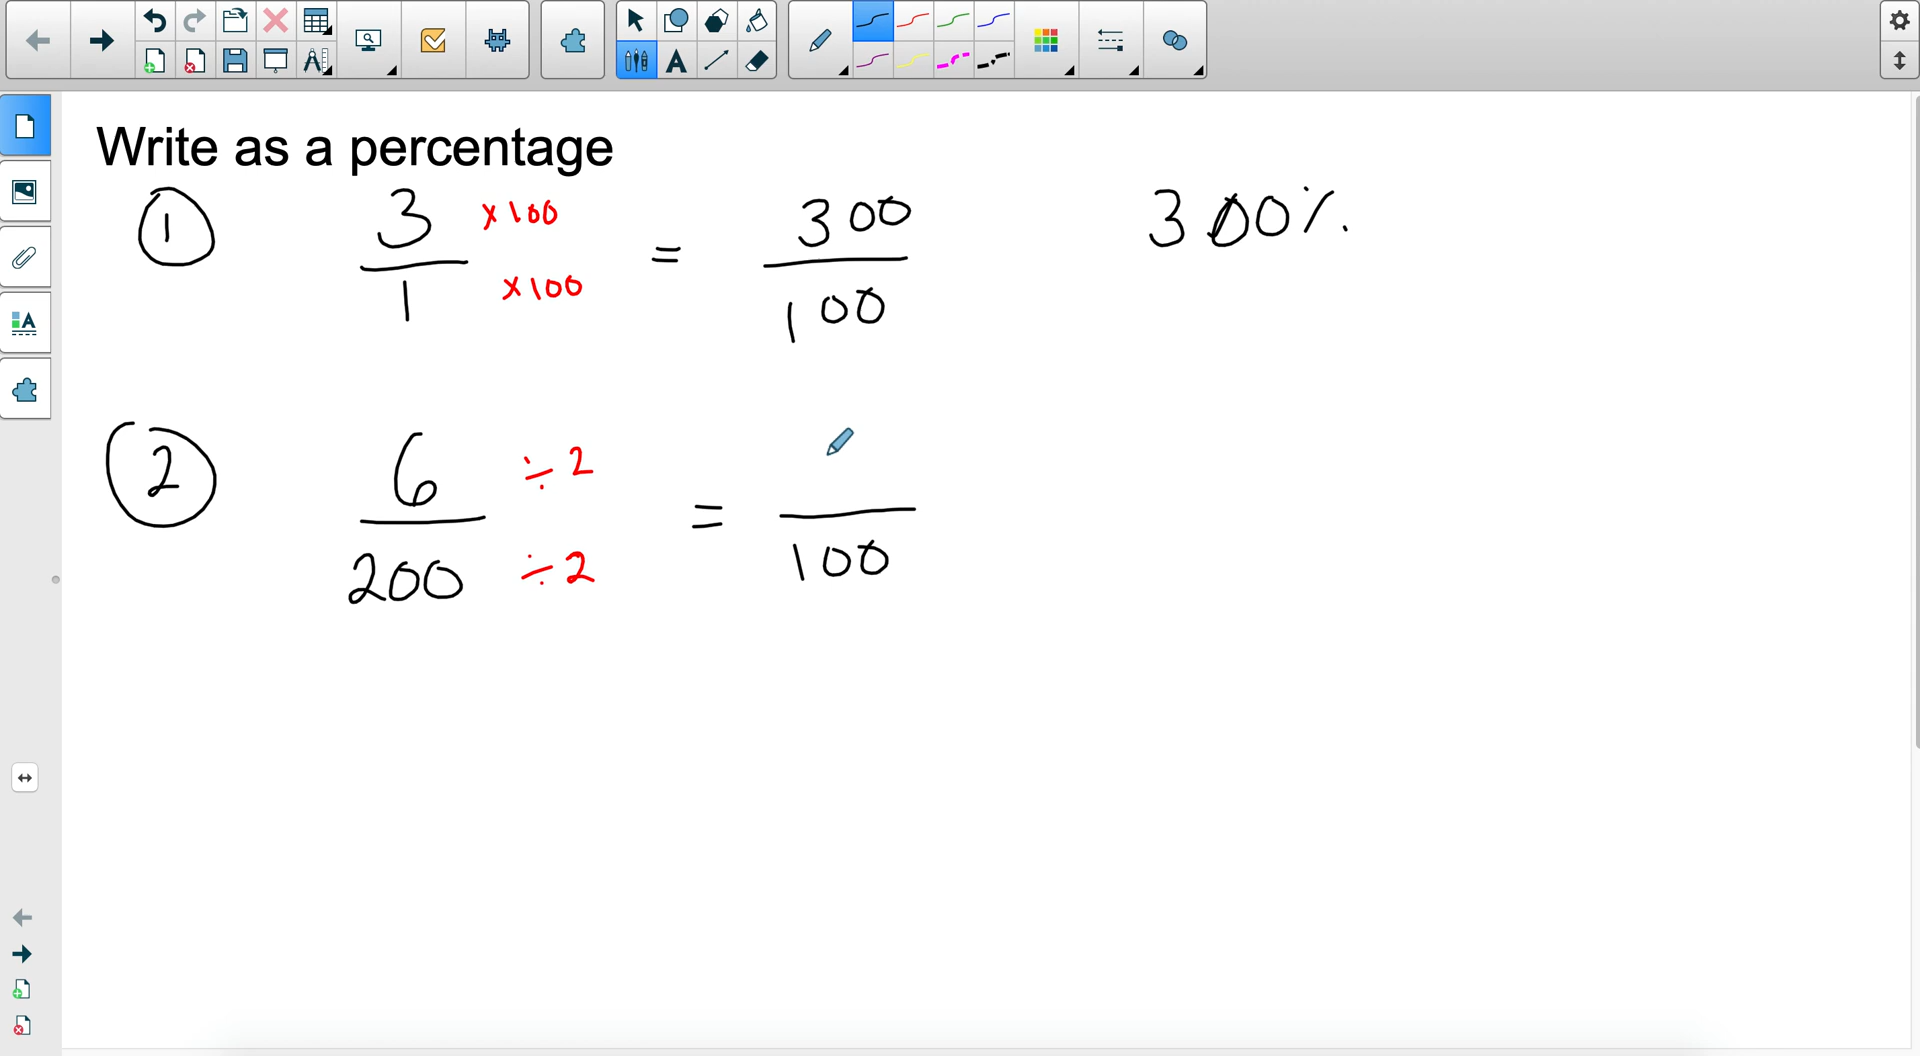 Write as a percentage
① 3/1 ×100 ×100 = 300/100 300%
② 6/200 ÷2 ÷2 = /100